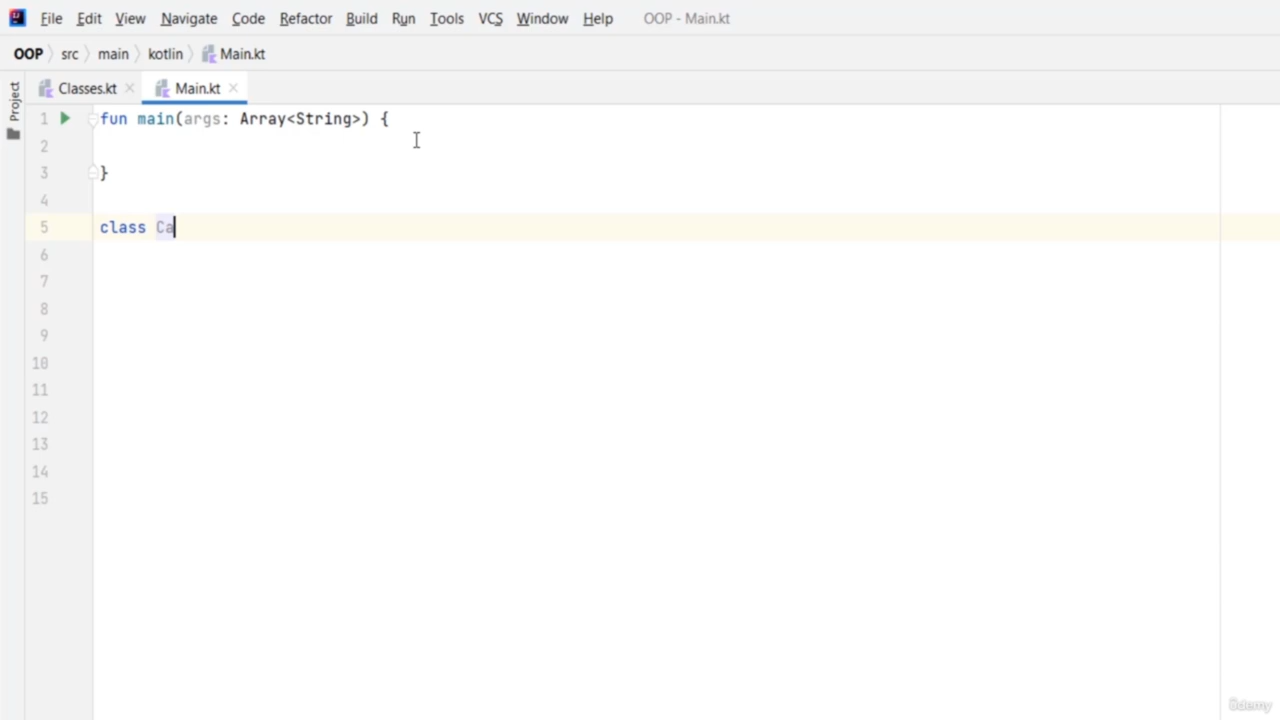 File Edit View Navigate Code Refactor Build Run Tools VCS Window Help OOP - Main.kt
OOP src main kotlin Main.kt
Project
Classes.kt Main.kt
1 fun main(args: Array<String>) {
2
3 }
4
5 class Ca
6
7
8
9
10
11
12
13
14
15
ûdemy